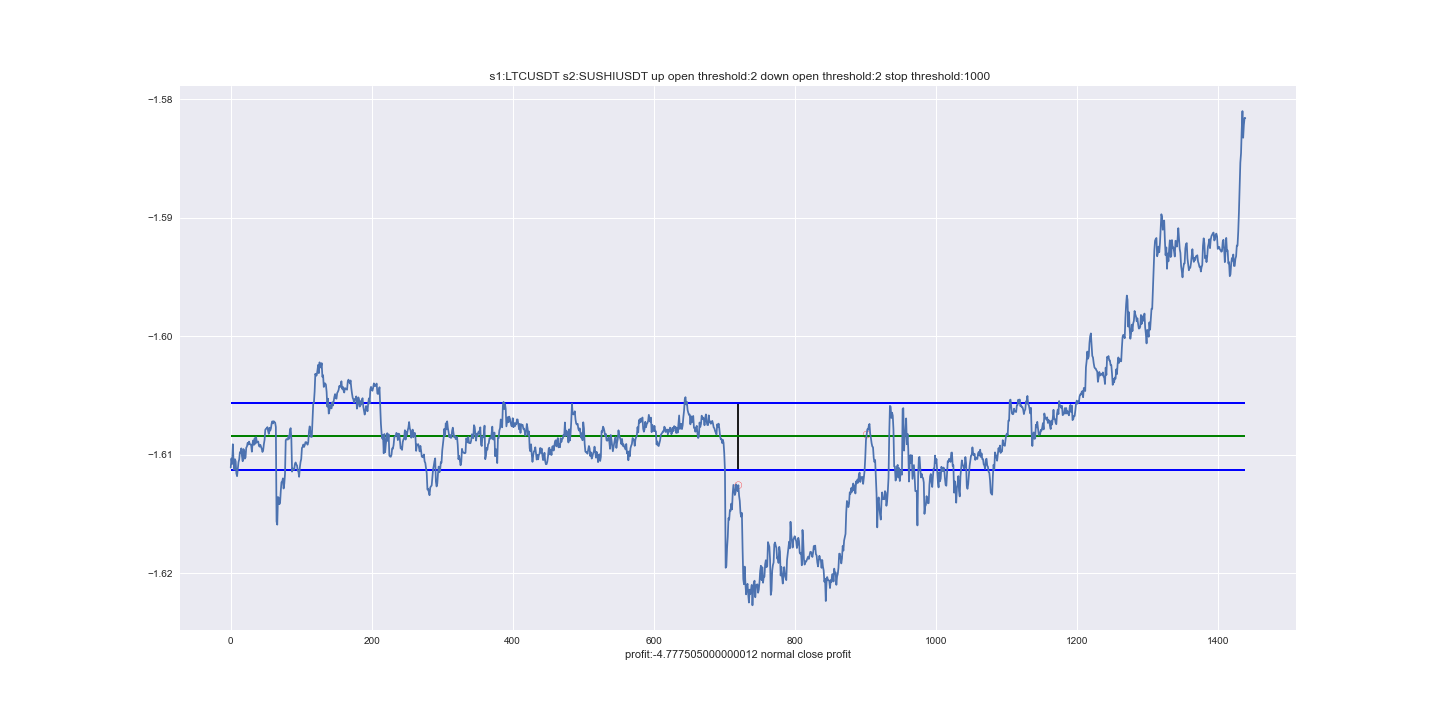 s1:LTCUSDT s2:SUSHIUSDT up open threshold:2 down open threshold:2 stop threshold:1000
−1.58
−1.59
−1.60
−1.61
−1.62
0 200 400 600 800 1000 1200 1400
profit:-4.777505000000012 normal close profit